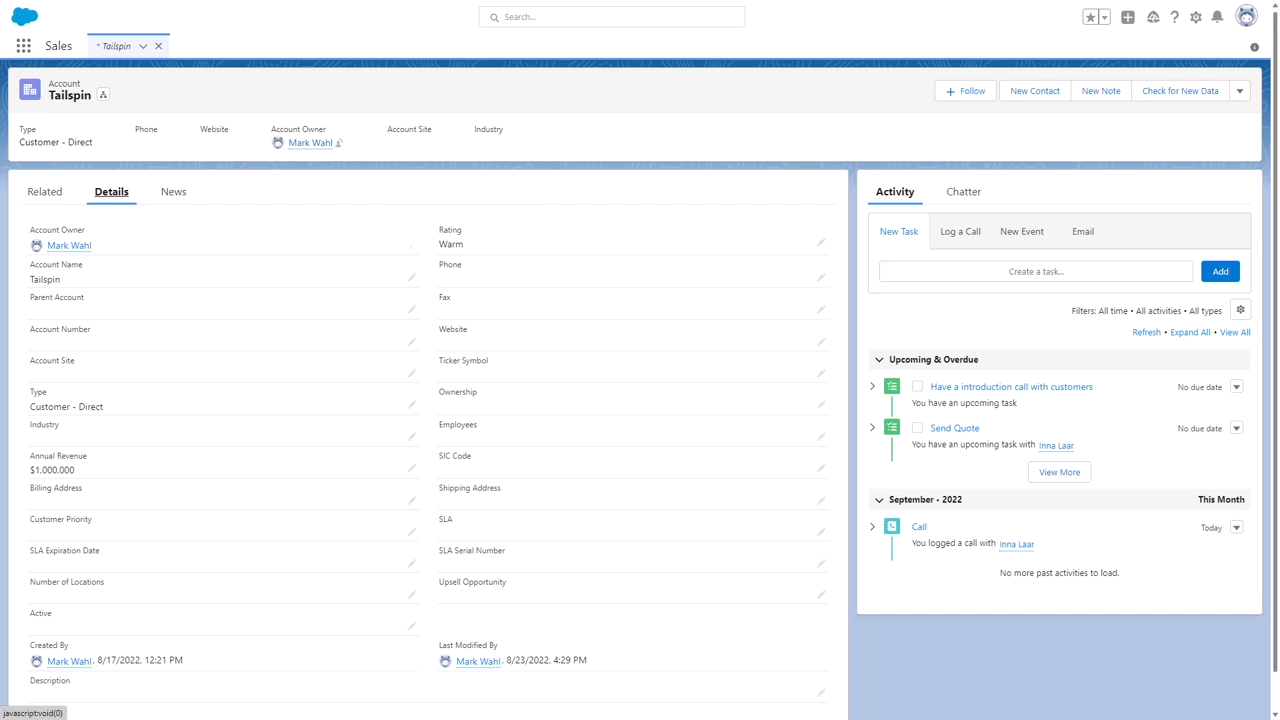 Search...
Sales
* Tailspin
Account
Tailspin
Follow
New Contact
New Note
Check for New Data
Type
Customer - Direct
Phone
Website
Account Owner
Mark Wahl
Account Site
Industry
Related
Details
News
Account Owner
Mark Wahl
Rating
Warm
Account Name
Tailspin
Phone
Parent Account
Fax
Account Number
Website
Account Site
Ticker Symbol
Type
Customer - Direct
Ownership
Industry
Employees
Annual Revenue
$1,000,000
SIC Code
Billing Address
Shipping Address
Customer Priority
SLA
SLA Expiration Date
SLA Serial Number
Number of Locations
Upsell Opportunity
Active
Created By
Mark Wahl, 8/17/2022, 12:21 PM
Last Modified By
Mark Wahl, 8/23/2022, 4:29 PM
Description
Activity
Chatter
New Task
Log a Call
New Event
Email
Create a task...
Add
Filters: All time • All activities • All types
Refresh • Expand All • View All
Upcoming & Overdue
Have a introduction call with customers
No due date
You have an upcoming task
Send Quote
No due date
You have an upcoming task with Inna Laar
View More
September • 2022
This Month
Call
Today
You logged a call with Inna Laar
No more past activities to load.
javascript:void(0)